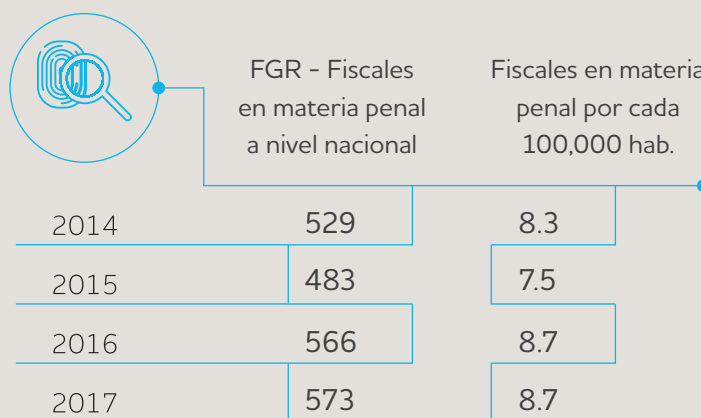 FGR - Fiscales
en materia penal
a nivel nacional
Fiscales en materia
penal por cada
100,000 hab.
2014 529 8.3
2015 483 7.5
2016 566 8.7
2017 573 8.7